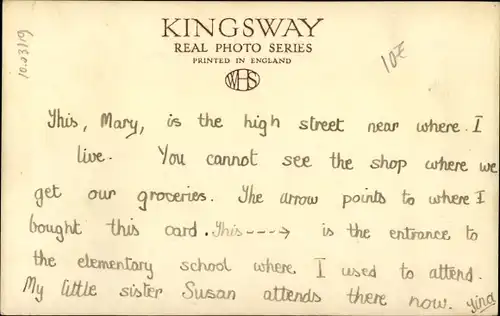 KINGSWAY
REAL PHOTO SERIES
PRINTED IN ENGLAND
WHS
10.03/19
10E
This, Mary, is the high street near where I
live. You cannot see the shop where we
get our groceries. The arrow points to where I
bought this card. This ----> is the entrance to
the elementary school where I used to attend.
My little sister Susan attends there now.